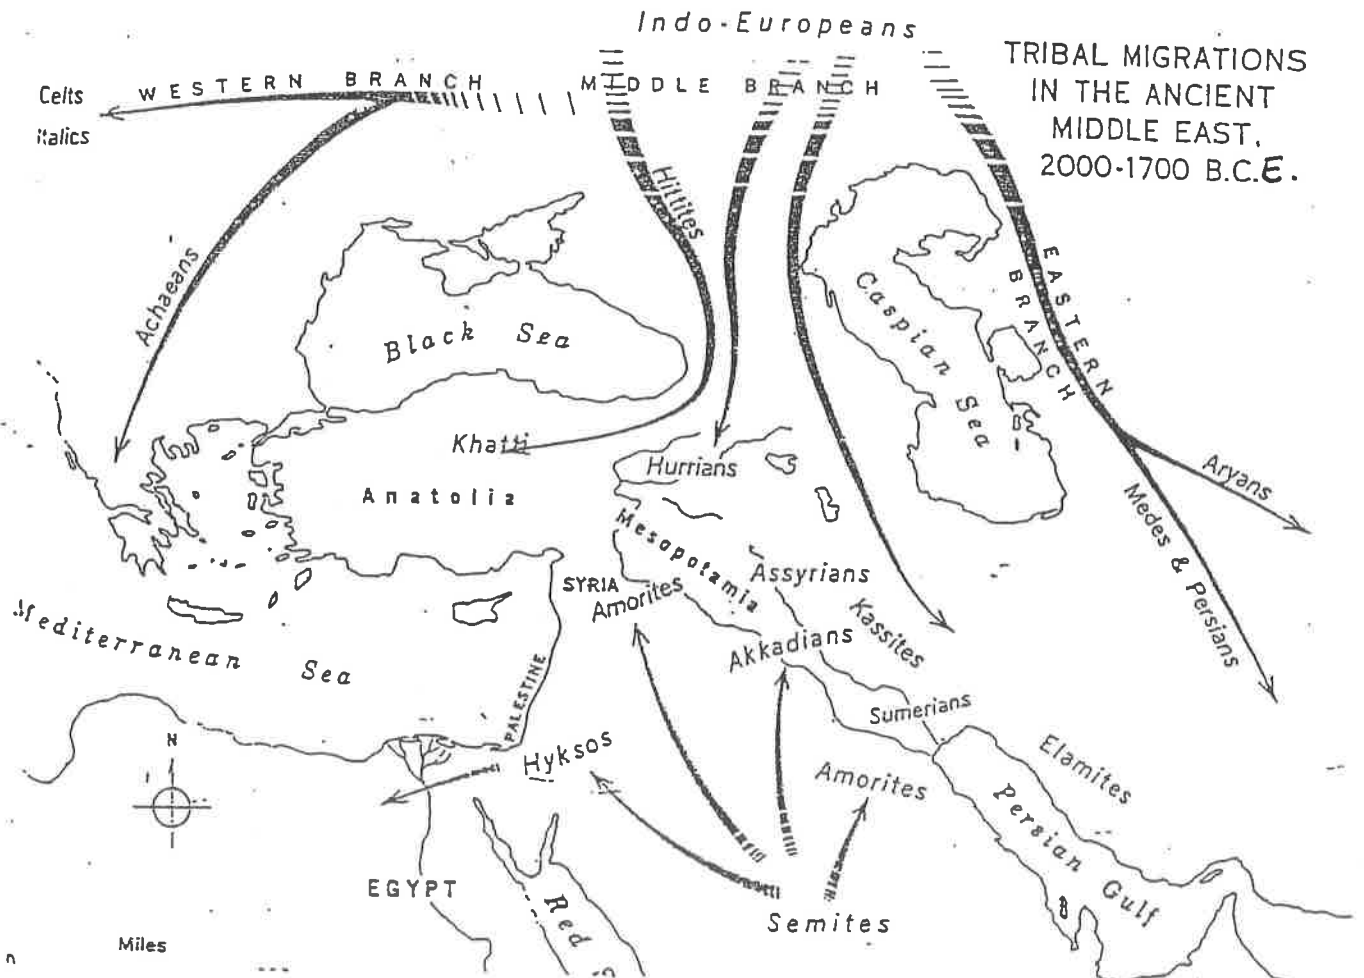 Indo-Europeans
TRIBAL MIGRATIONS
IN THE ANCIENT
MIDDLE EAST,
2000-1700 B.C.E.
WESTERN BRANCH
MIDDLE BRANCH
Celts
Italics
Hittites
Achaeans
EASTERN
BRANCH
Black Sea
Caspian Sea
Khatti
Hurrians
Anatolia
Aryans
Medes & Persians
Mesopotamia
SYRIA
Amorites
Assyrians
Kassites
Akkadians
Mediterranean Sea
PALESTINE
Sumerians
Hyksos
Amorites
Elamites
N
Persian Gulf
EGYPT
Red
Semites
Miles